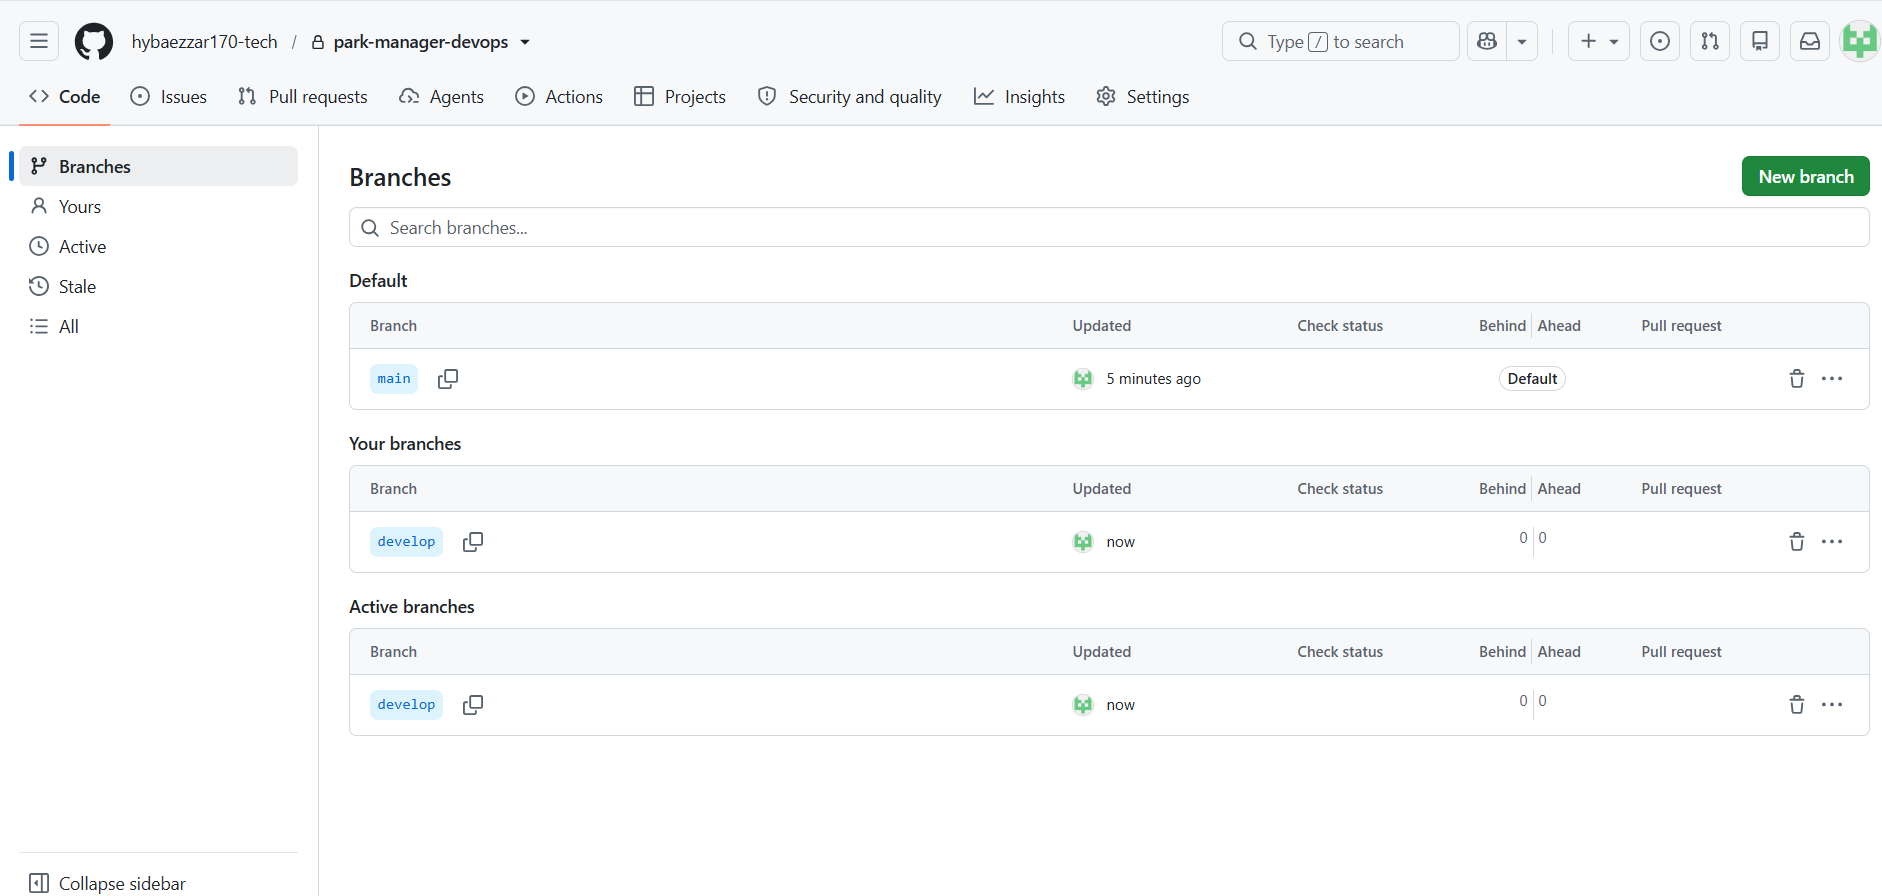 hybaezzar170-tech / park-manager-devops
Type / to search
Code Issues Pull requests Agents Actions Projects Security and quality Insights Settings
Branches
Yours
Active
Stale
All
Collapse sidebar
Branches
New branch
Search branches...
Default
Branch Updated Check status Behind Ahead Pull request
main 5 minutes ago Default
Your branches
Branch Updated Check status Behind Ahead Pull request
develop now 0 0
Active branches
Branch Updated Check status Behind Ahead Pull request
develop now 0 0